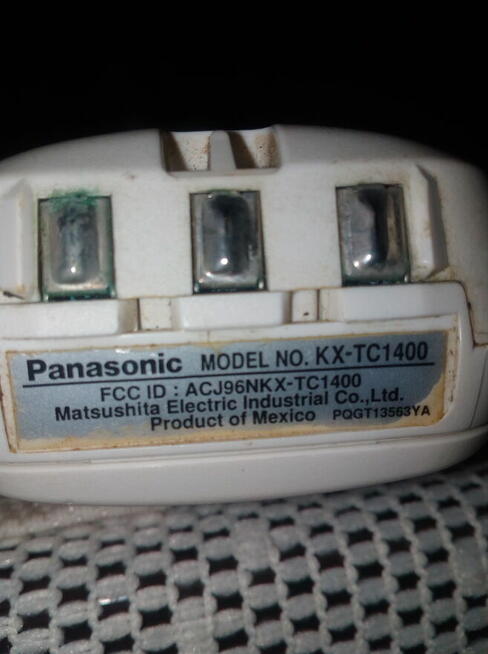 Panasonic MODEL NO. KX-TC1400
FCC ID : ACJ96NKX-TC1400
Matsushita Electric Industrial Co.,Ltd.
Product of Mexico PQGT13563YA